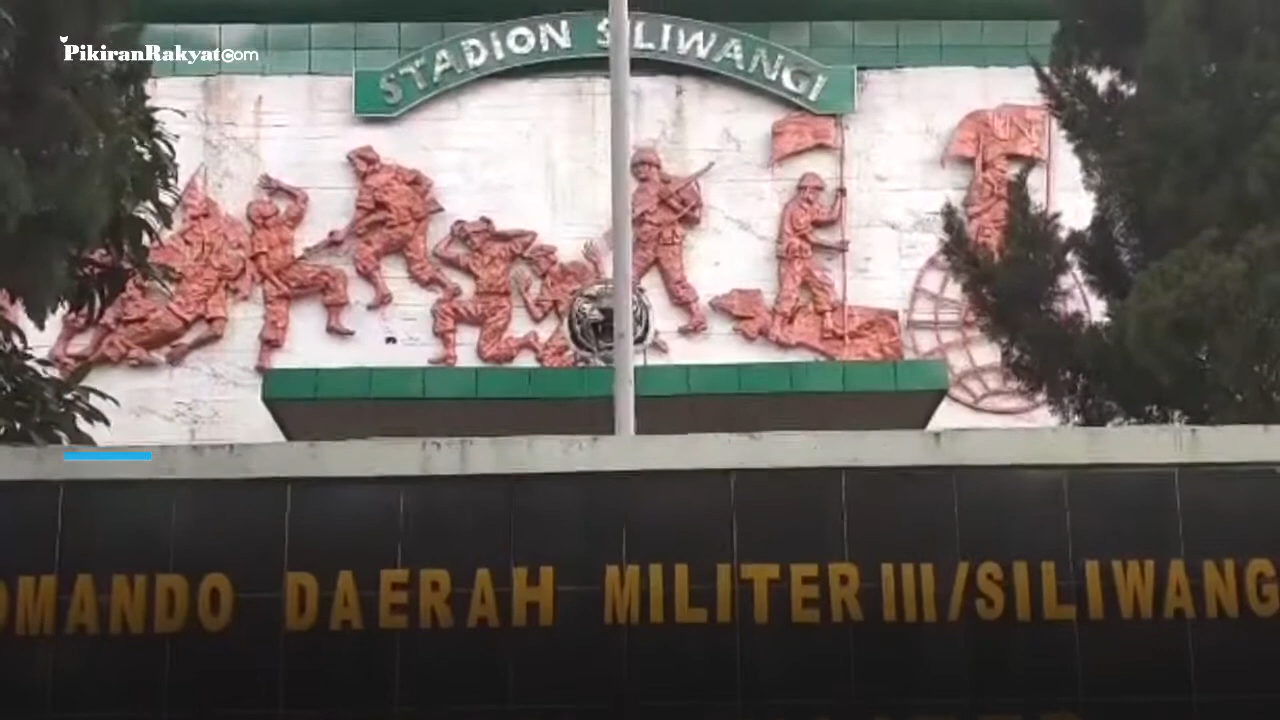 PikiranRakyat.com
STADION SILIWANGI
OMANDO DAERAH MILITER III/SILIWANG